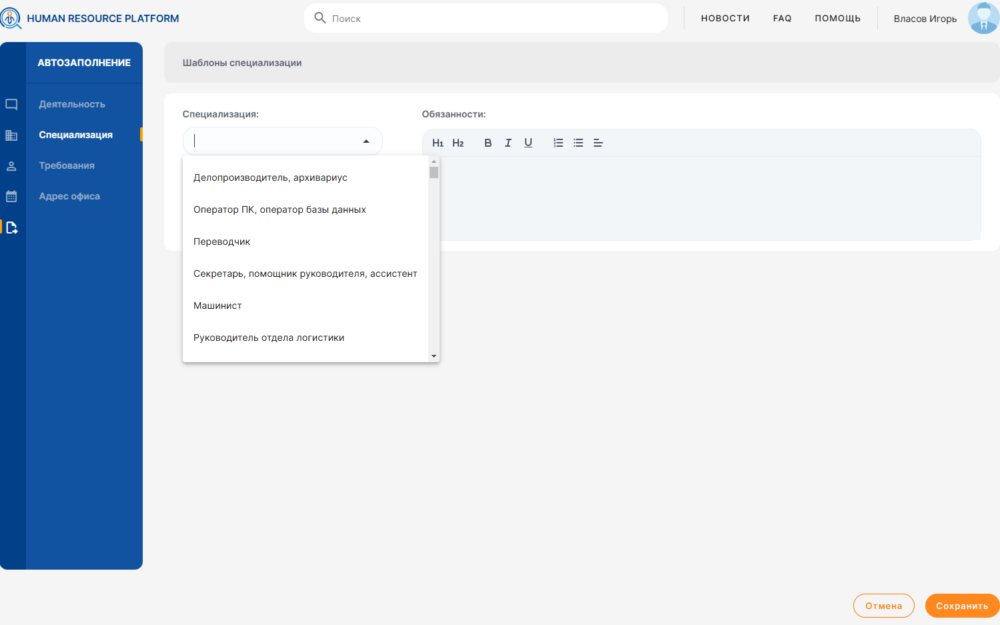 HUMAN RESOURCE PLATFORM
Поиск
НОВОСТИ
FAQ
ПОМОЩЬ
Власов Игорь
АВТОЗАПОЛНЕНИЕ
Деятельность
Специализация
Требования
Адрес офиса
Шаблоны специализации
Специализация:
Делопроизводитель, архивариус
Оператор ПК, оператор базы данных
Переводчик
Секретарь, помощник руководителя, ассистент
Машинист
Руководитель отдела логистики
Обязанности:
H1 H2 B I U
Отмена
Сохранить